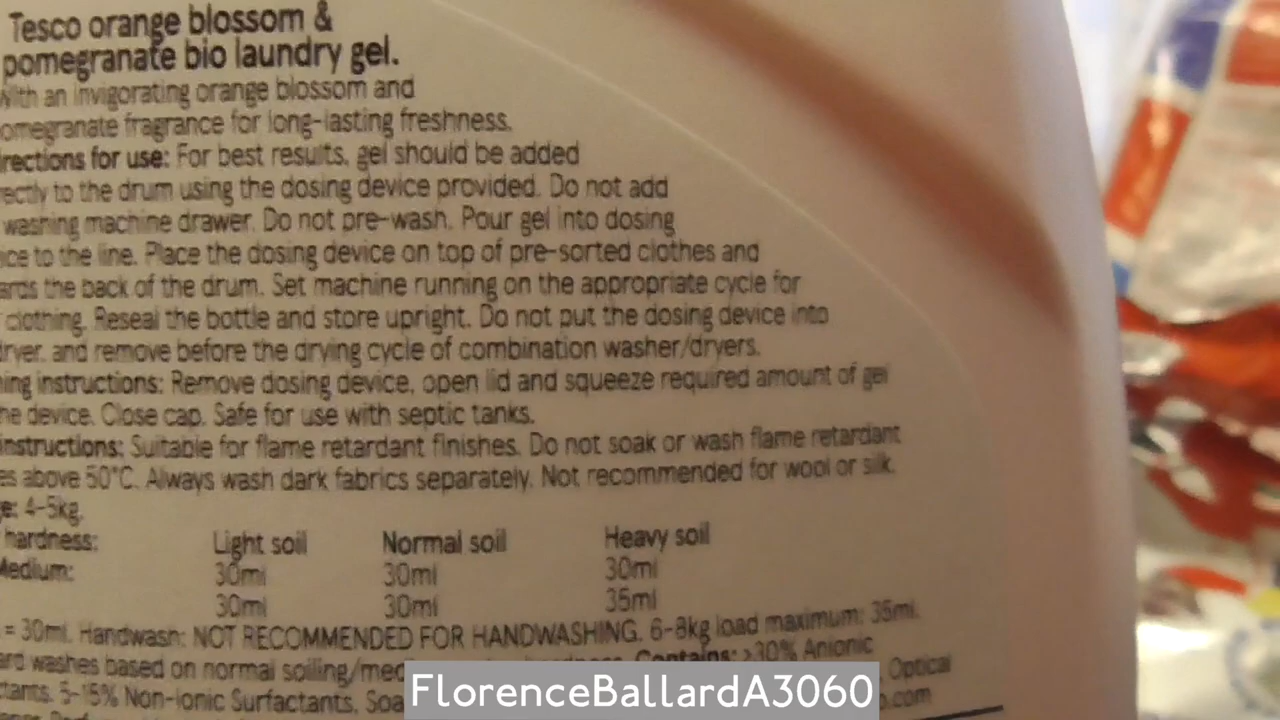 Tesco orange blossom &
pomegranate bio laundry gel.
With an invigorating orange blossom and
omegranate fragrance for long-lasting freshness.
irections for use: For best results, gel should be added
rectly to the drum using the dosing device provided. Do not add
washing machine drawer. Do not pre-wash. Pour gel into dosing
ice to the line. Place the dosing device on top of pre-sorted clothes and
ards the back of the drum. Set machine running on the appropriate cycle for
clothing. Reseal the bottle and store upright. Do not put the dosing device into
dryer, and remove before the drying cycle of combination washer/dryers.
ing instructions: Remove dosing device, open lid and squeeze required amount of gel
he device. Close cap. Safe for use with septic tanks.
instructions: Suitable for flame retardant finishes. Do not soak or wash flame retardant
es above 50°C. Always wash dark fabrics separately. Not recommended for wool or silk.
e: 4-5kg.
hardness: Light soil Normal soil Heavy soil
Medium: 30ml 30ml 30ml
30ml 30ml 35ml
= 30ml. Handwash: NOT RECOMMENDED FOR HANDWASHING. 6-8kg load maximum: 35ml.
ard washes based on normal soiling/med hardness. Contains: >30% Anionic
ctants. 5-15% Non-ionic Surfactants, Soa Optical
FlorenceBallardA3060